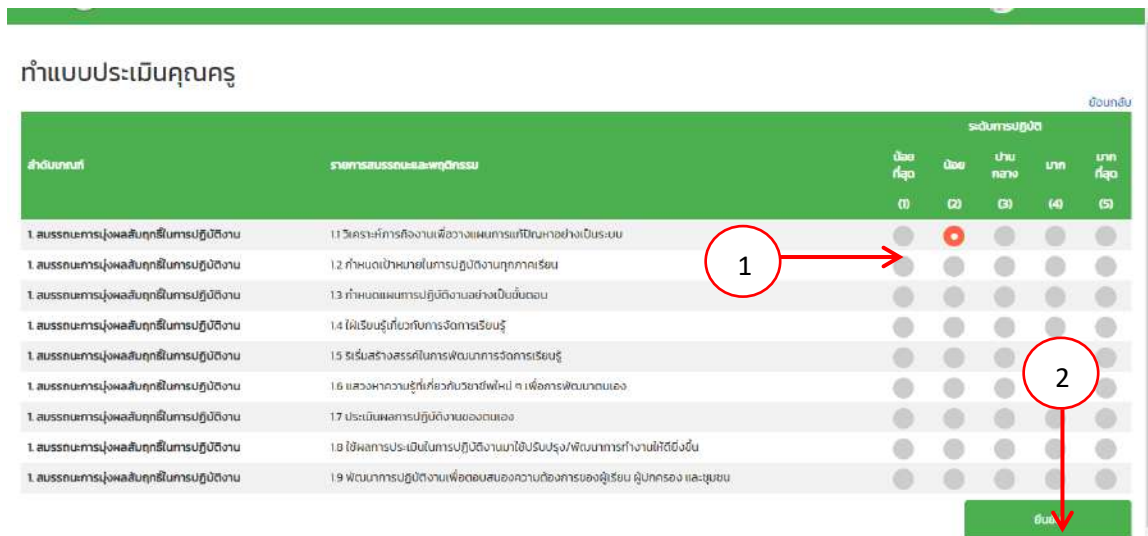 ทำแบบประเมินคุณครู
ย้อนกลับ
ระดับการปฏิบัติ
ลำดับเกณฑ์ รายการสมรรถนะและพฤติกรรม น้อยที่สุด น้อย ปานกลาง มาก มากที่สุด
(1) (2) (3) (4) (5)
1. สมรรถนะการมุ่งผลสัมฤทธิ์ในการปฏิบัติงาน 1.1 วิเคราะห์ภารกิจงานเพื่อวางแผนการแก้ปัญหาอย่างเป็นระบบ
1
1. สมรรถนะการมุ่งผลสัมฤทธิ์ในการปฏิบัติงาน 1.2 กำหนดเป้าหมายในการปฏิบัติงานทุกภาคเรียน
1. สมรรถนะการมุ่งผลสัมฤทธิ์ในการปฏิบัติงาน 1.3 กำหนดแผนการปฏิบัติงานอย่างเป็นขั้นตอน
1. สมรรถนะการมุ่งผลสัมฤทธิ์ในการปฏิบัติงาน 1.4 ใฝ่เรียนรู้เกี่ยวกับการจัดการเรียนรู้
1. สมรรถนะการมุ่งผลสัมฤทธิ์ในการปฏิบัติงาน 1.5 ริเริ่มสร้างสรรค์ในการพัฒนาการจัดการเรียนรู้
2
1. สมรรถนะการมุ่งผลสัมฤทธิ์ในการปฏิบัติงาน 1.6 แสวงหาความรู้ที่เกี่ยวกับวิชาชีพใหม่ ๆ เพื่อการพัฒนาตนเอง
1. สมรรถนะการมุ่งผลสัมฤทธิ์ในการปฏิบัติงาน 1.7 ประเมินผลการปฏิบัติงานของตนเอง
1. สมรรถนะการมุ่งผลสัมฤทธิ์ในการปฏิบัติงาน 1.8 ใช้ผลการประเมินในการปฏิบัติงานมาใช้ปรับปรุง/พัฒนาการทำงานให้ดียิ่งขึ้น
1. สมรรถนะการมุ่งผลสัมฤทธิ์ในการปฏิบัติงาน 1.9 พัฒนาการปฏิบัติงานเพื่อตอบสนองความต้องการของผู้เรียน ผู้ปกครอง และชุมชน